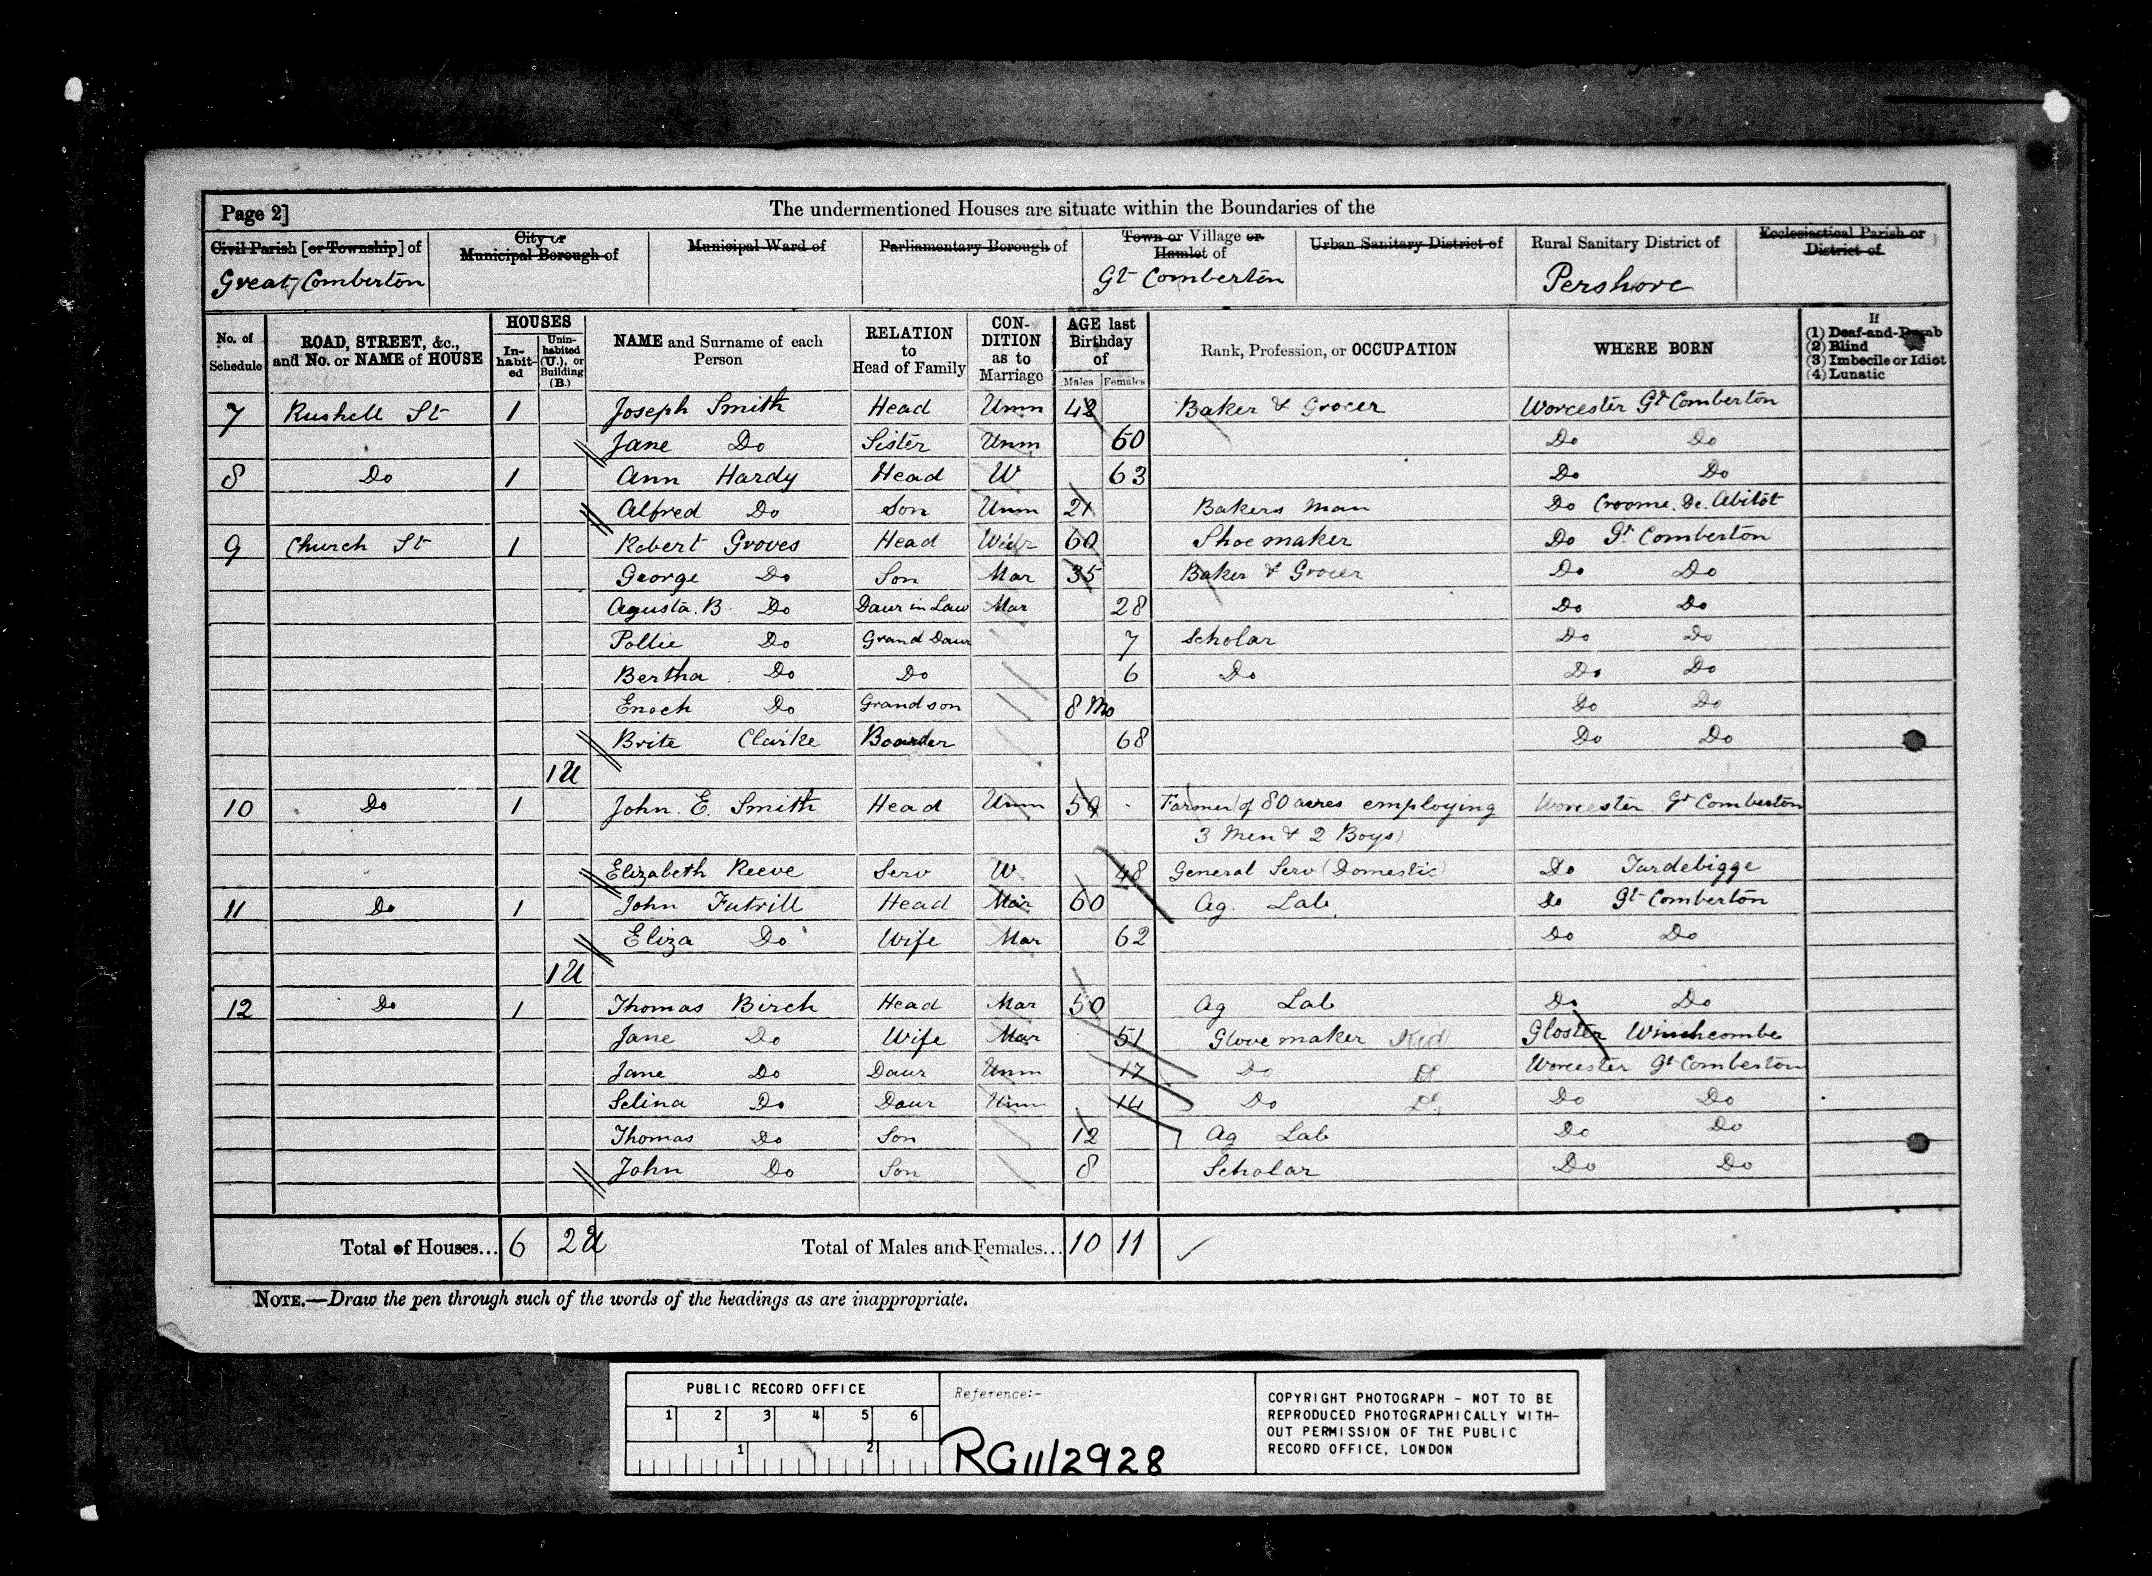 Page 2]
The undermentioned Houses are situate within the Boundaries of the
Civil Parish [or Township] of
City or Municipal Borough of
Municipal Ward of
Parliamentary Borough of
Town or Village or Hamlet of
Urban Sanitary District of
Rural Sanitary District of
Ecclesiastical Parish or District of
Great Comberton
Gt Comberton
Pershore
No. of Schedule
ROAD, STREET, &c., and No. or NAME of HOUSE
HOUSES
In-habit-ed
Unin-habited (U.), or Building (B.)
NAME and Surname of each Person
RELATION to Head of Family
CON-DITION as to Marriage
AGE last Birthday of
Males Females
Rank, Profession, or OCCUPATION
WHERE BORN
If
(1) Deaf-and-Dumb
(2) Blind
(3) Imbecile or Idiot
(4) Lunatic
7 Rushell St 1 Joseph Smith Head Unm 42 Baker & Grocer Worcester Gt Comberton
Jane Do Sister Unm 50 Do Do
8 Do 1 Ann Hardy Head W 63 Do Do
Alfred Do Son Unm 21 Bakers Man Do Croome De Abitot
9 Church St 1 Robert Groves Head Widr 60 Shoe maker Do Gt Comberton
George Do Son Mar 35 Baker & Grocer Do Do
Agusta. B Do Daur in Law Mar 28 Do Do
Pollie Do Grand Daur 7 Scholar Do Do
Bertha Do Do 6 Do Do Do
Enoch Do Grandson 8 Mo Do Do
Brite Clarke Boarder 68 Do Do
1 U
10 Do 1 John. E. Smith Head Unm 50 Farmer (of 80 acres employing Worcester Gt Comberton
3 Men & 2 Boys)
Elizabeth Reeve Serv W 48 General Serv (Domestic) Do Tardebigge
11 Do 1 John Futrill Head Mar 60 Ag. Lab. Do Gt Comberton
Eliza Do Wife Mar 62 Do Do
1 U
12 Do 1 Thomas Birch Head Mar 50 Ag Lab Do Do
Jane Do Wife Mar 51 Glove maker Kid Gloster Winchcombe
Jane Do Daur Unm 17 Do Do Worcester Gt Comberton
Selina Do Daur Unm 14 Do Do Do Do
Thomas Do Son 12 Ag Lab Do Do
John Do Son 8 Scholar Do Do
Total of Houses... 6 2 U Total of Males and Females... 10 11
NOTE.—Draw the pen through such of the words of the headings as are inappropriate.
PUBLIC RECORD OFFICE
1 2 3 4 5 6
1 2
Reference:-
RG11/2928
COPYRIGHT PHOTOGRAPH - NOT TO BE
REPRODUCED PHOTOGRAPHICALLY WITH-
OUT PERMISSION OF THE PUBLIC
RECORD OFFICE, LONDON